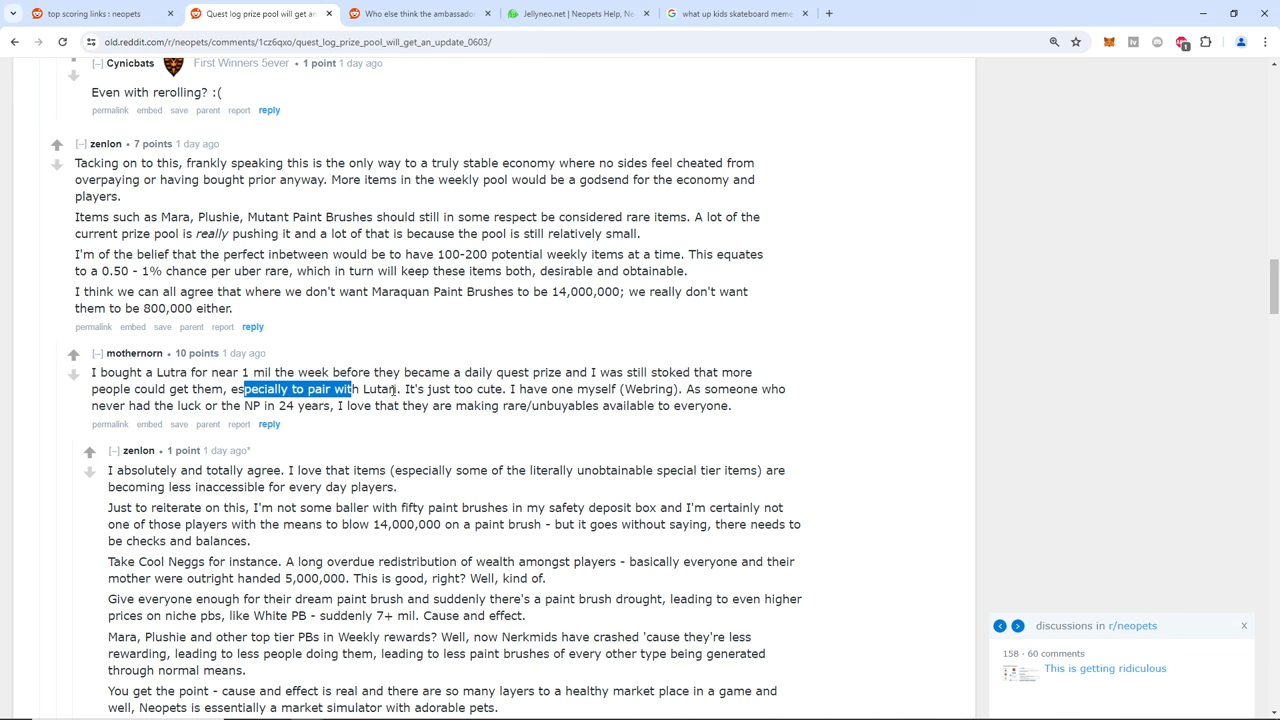 top scoring links : neopets
Quest log prize pool will get an
Who else think the ambassador
Jellyneo.net | Neopets Help, Ne
what up kids skateboard meme
old.reddit.com/r/neopets/comments/1cz6qxo/quest_log_prize_pool_will_get_an_update_0603/
[–] Cynicbats First Winners 5ever • 1 point 1 day ago
Even with rerolling? :(
permalink embed save parent report reply
[–] zenlon • 7 points 1 day ago
Tacking on to this, frankly speaking this is the only way to a truly stable economy where no sides feel cheated from
overpaying or having bought prior anyway. More items in the weekly pool would be a godsend for the economy and
players.
Items such as Mara, Plushie, Mutant Paint Brushes should still in some respect be considered rare items. A lot of the
current prize pool is really pushing it and a lot of that is because the pool is still relatively small.
I'm of the belief that the perfect inbetween would be to have 100-200 potential weekly items at a time. This equates
to a 0.50 - 1% chance per uber rare, which in turn will keep these items both, desirable and obtainable.
I think we can all agree that where we don't want Maraquan Paint Brushes to be 14,000,000; we really don't want
them to be 800,000 either.
permalink embed save parent report reply
[–] mothernorn • 10 points 1 day ago
I bought a Lutra for near 1 mil the week before they became a daily quest prize and I was still stoked that more
people could get them, especially to pair with Lutari. It's just too cute. I have one myself (Webring). As someone who
never had the luck or the NP in 24 years, I love that they are making rare/unbuyables available to everyone.
permalink embed save parent report reply
[–] zenlon • 1 point 1 day ago*
I absolutely and totally agree. I love that items (especially some of the literally unobtainable special tier items) are
becoming less inaccessible for every day players.
Just to reiterate on this, I'm not some baller with fifty paint brushes in my safety deposit box and I'm certainly not
one of those players with the means to blow 14,000,000 on a paint brush - but it goes without saying, there needs to
be checks and balances.
Take Cool Neggs for instance. A long overdue redistribution of wealth amongst players - basically everyone and their
mother were outright handed 5,000,000. This is good, right? Well, kind of.
Give everyone enough for their dream paint brush and suddenly there's a paint brush drought, leading to even higher
prices on niche pbs, like White PB - suddenly 7+ mil. Cause and effect.
Mara, Plushie and other top tier PBs in Weekly rewards? Well, now Nerkmids have crashed 'cause they're less
rewarding, leading to less people doing them, leading to less paint brushes of every other type being generated
through normal means.
You get the point - cause and effect is real and there are so many layers to a healthy market place in a game and
well, Neopets is essentially a market simulator with adorable pets.
discussions in r/neopets X
158 · 60 comments
This is getting ridiculous